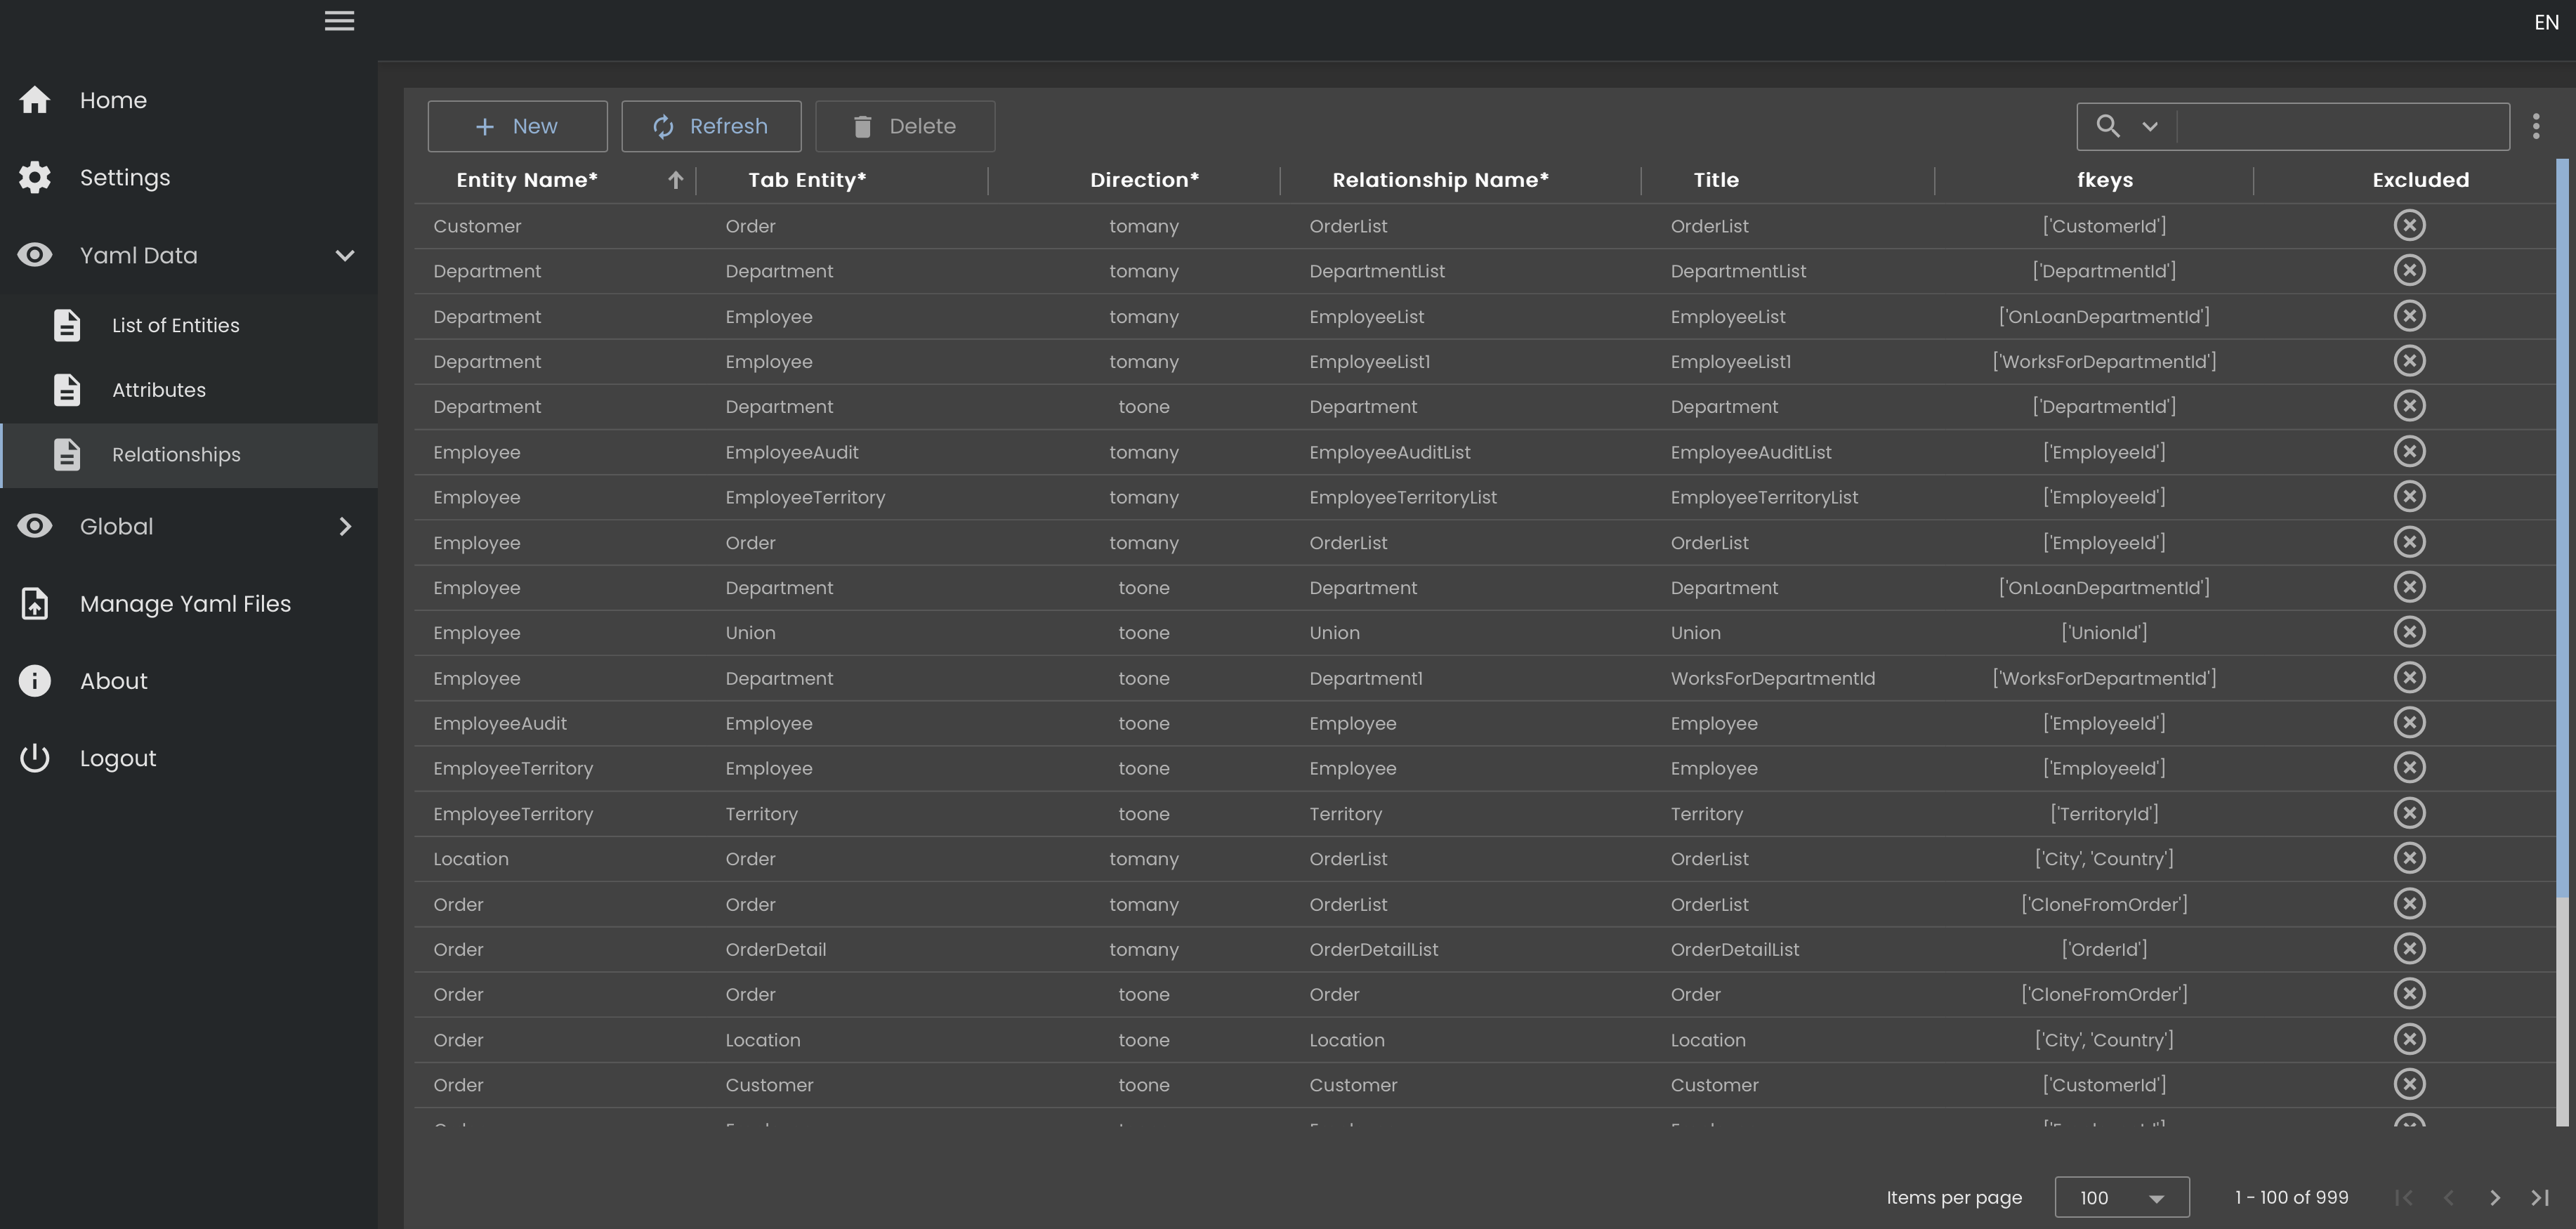 EN
Home
Settings
Yaml Data
List of Entities
Attributes
Relationships
Global
Manage Yaml Files
About
Logout
New Refresh Delete
Entity Name* Tab Entity* Direction* Relationship Name* Title fkeys Excluded
Customer Order tomany OrderList OrderList ['CustomerId']
Department Department tomany DepartmentList DepartmentList ['DepartmentId']
Department Employee tomany EmployeeList EmployeeList ['OnLoanDepartmentId']
Department Employee tomany EmployeeList1 EmployeeList1 ['WorksForDepartmentId']
Department Department toone Department Department ['DepartmentId']
Employee EmployeeAudit tomany EmployeeAuditList EmployeeAuditList ['EmployeeId']
Employee EmployeeTerritory tomany EmployeeTerritoryList EmployeeTerritoryList ['EmployeeId']
Employee Order tomany OrderList OrderList ['EmployeeId']
Employee Department toone Department Department ['OnLoanDepartmentId']
Employee Union toone Union Union ['UnionId']
Employee Department toone Department1 WorksForDepartmentId ['WorksForDepartmentId']
EmployeeAudit Employee toone Employee Employee ['EmployeeId']
EmployeeTerritory Employee toone Employee Employee ['EmployeeId']
EmployeeTerritory Territory toone Territory Territory ['TerritoryId']
Location Order tomany OrderList OrderList ['City', 'Country']
Order Order tomany OrderList OrderList ['CloneFromOrder']
Order OrderDetail tomany OrderDetailList OrderDetailList ['OrderId']
Order Order toone Order Order ['CloneFromOrder']
Order Location toone Location Location ['City', 'Country']
Order Customer toone Customer Customer ['CustomerId']
Items per page 100 1 - 100 of 999